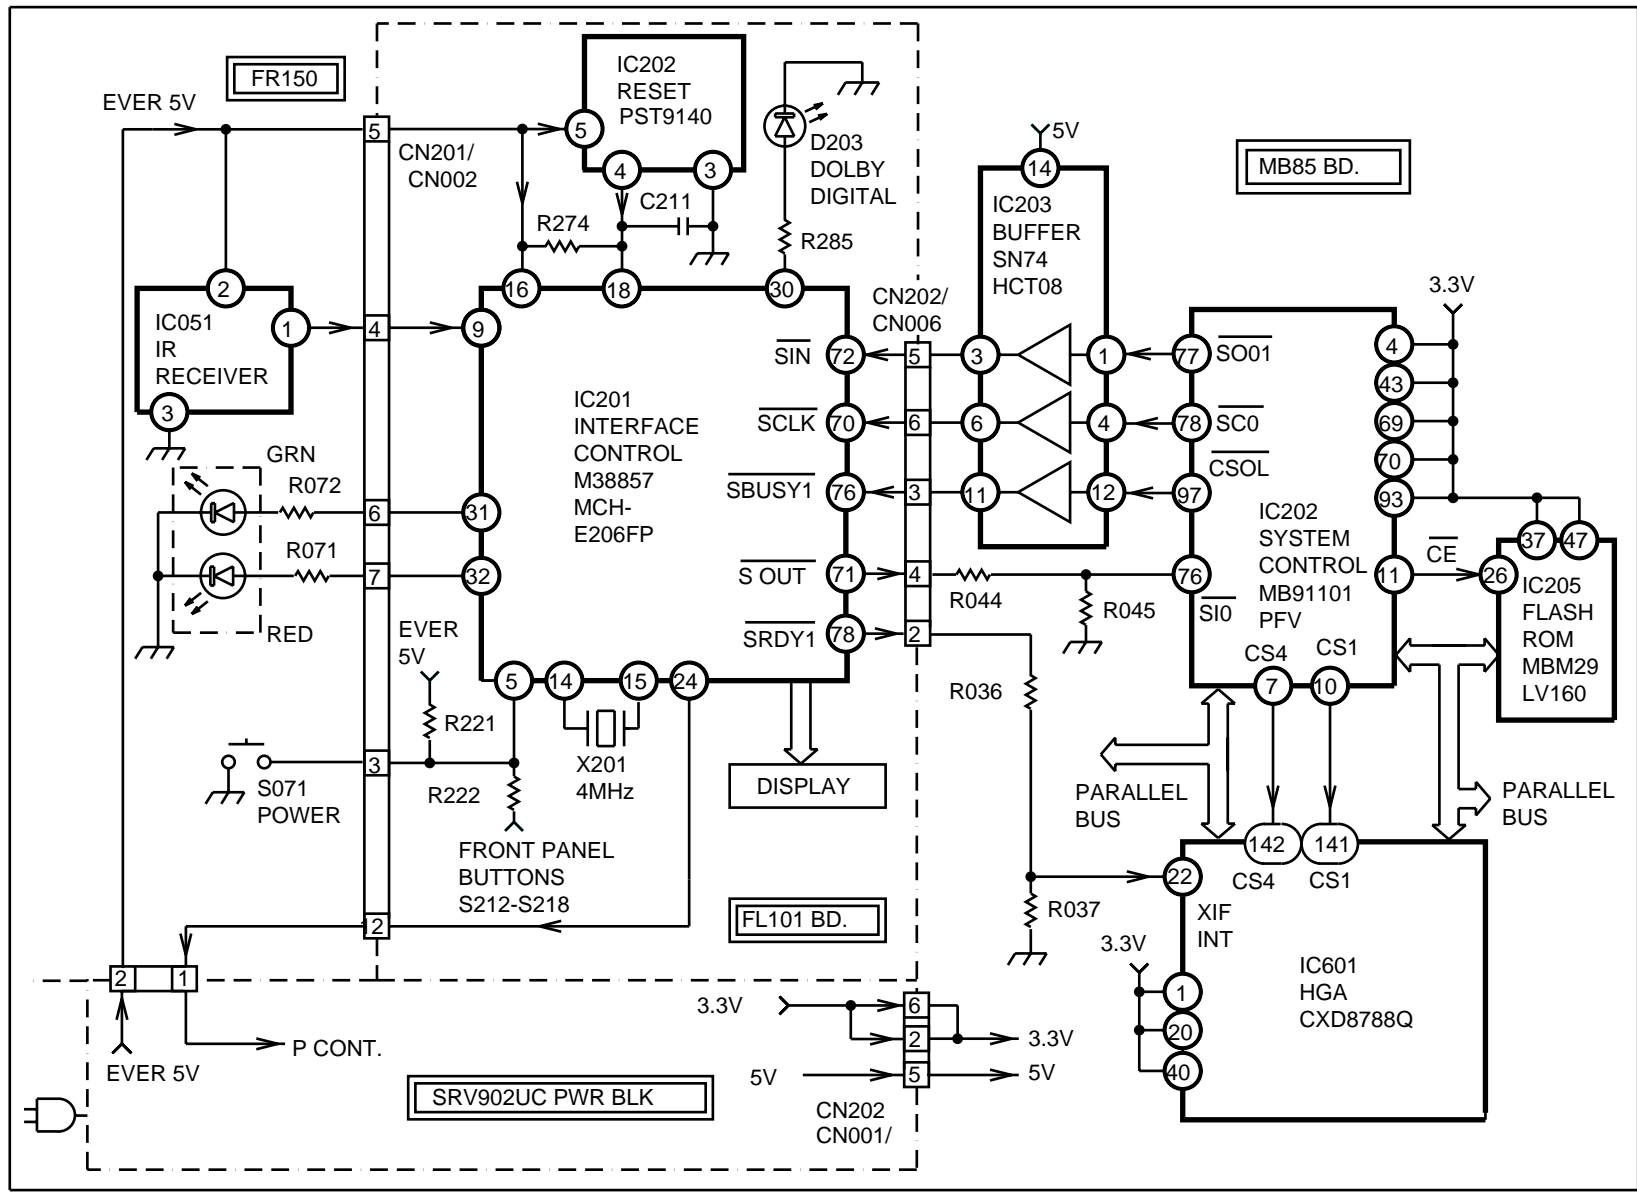 FR150
EVER 5V
5
CN201/
CN002
IC202
RESET
PST9140
5
4
3
C211
R274
D203
DOLBY
DIGITAL
R285
5V
14
IC203
BUFFER
SN74
HCT08
MB85 BD.
2
1
IC051
IR
RECEIVER
3
4
9
16
18
30
CN202/
CN006
3.3V
SIN
72
5
3
1
77
SO01
4
43
IC201
INTERFACE
CONTROL
M38857
MCH-
E206FP
SCLK
70
6
6
4
78
SC0
69
70
GRN
R072
6
31
SBUSY1
76
3
11
12
97
CSOL
93
IC202
SYSTEM
CONTROL
MB91101
PFV
37
47
R071
7
32
RED
S OUT
71
4
R044
R045
76
SI0
11
CE
26
IC205
FLASH
ROM
MBM29
LV160
SRDY1
78
2
EVER
5V
5
14
15
24
R036
CS4
CS1
7
10
R221
3
S071
POWER
R222
X201
4MHz
DISPLAY
PARALLEL
BUS
PARALLEL
BUS
FRONT PANEL
BUTTONS
S212-S218
142
141
CS4
CS1
22
XIF
INT
R037
12
FL101 BD.
3.3V
1
20
40
IC601
HGA
CXD8788Q
2
1
3.3V
6
2
3.3V
5V
5
5V
P CONT.
EVER 5V
SRV902UC PWR BLK
CN202
CN001/